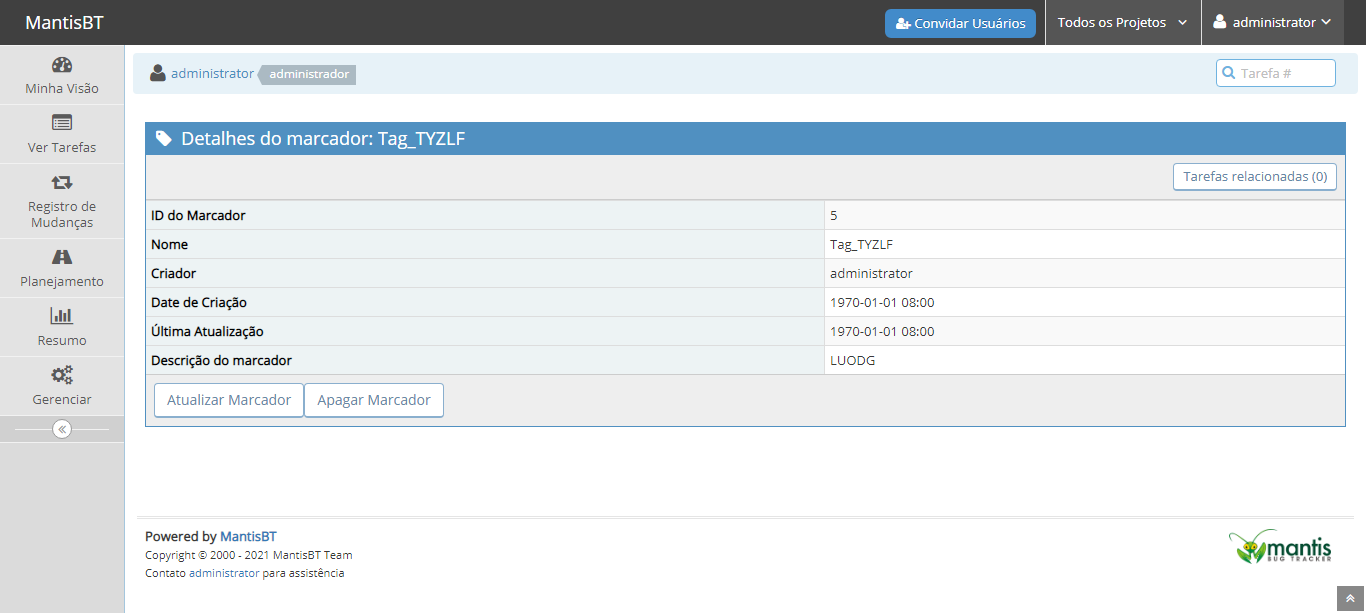 MantisBT
Convidar Usuários
Todos os Projetos
administrator
Minha Visão
Ver Tarefas
Registro de
Mudanças
Planejamento
Resumo
Gerenciar
administrator administrador
Tarefa #
Detalhes do marcador: Tag_TYZLF
Tarefas relacionadas (0)
ID do Marcador 5
Nome Tag_TYZLF
Criador administrator
Date de Criação 1970-01-01 08:00
Última Atualização 1970-01-01 08:00
Descrição do marcador LUODG
Atualizar Marcador Apagar Marcador
Powered by MantisBT
Copyright © 2000 - 2021 MantisBT Team
Contato administrator para assistência
mantis
BUG TRACKER